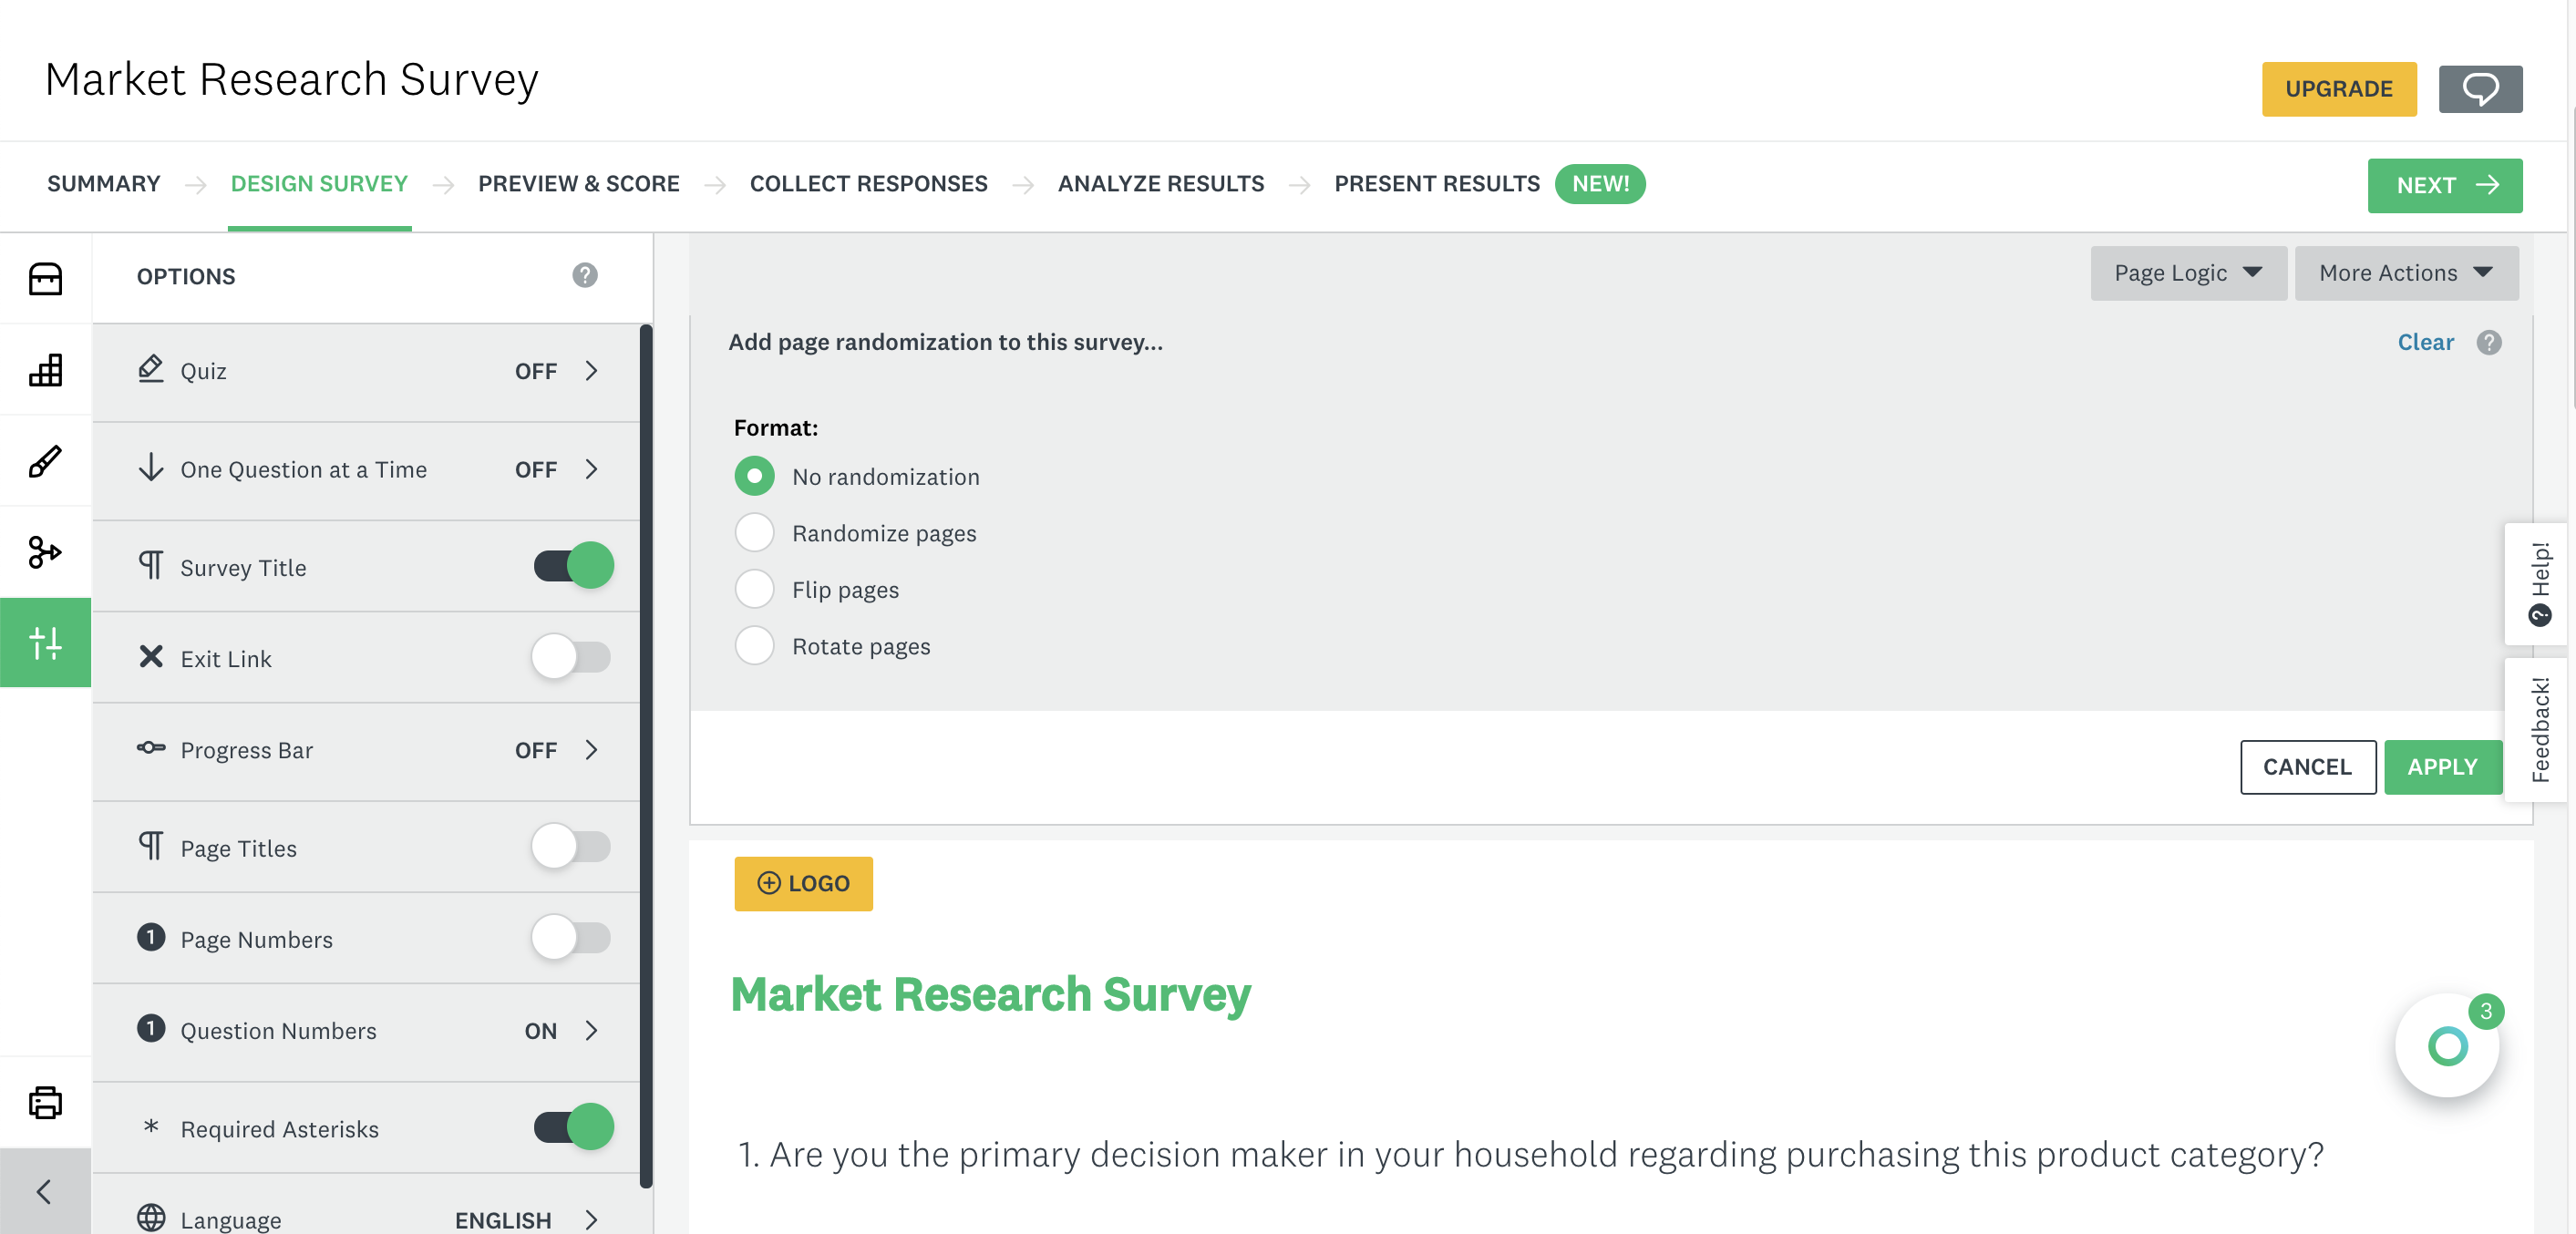 Market Research Survey
UPGRADE
SUMMARY DESIGN SURVEY PREVIEW & SCORE COLLECT RESPONSES ANALYZE RESULTS PRESENT RESULTS NEW!
NEXT
OPTIONS ?
Quiz OFF
One Question at a Time OFF
Survey Title
Exit Link
Progress Bar OFF
Page Titles
1 Page Numbers
1 Question Numbers ON
* Required Asterisks
Language ENGLISH
Page Logic More Actions
Add page randomization to this survey...
Clear ?
Format:
No randomization
Randomize pages
Flip pages
Rotate pages
CANCEL APPLY
? Help!
Feedback!
LOGO
Market Research Survey
3
1. Are you the primary decision maker in your household regarding purchasing this product category?